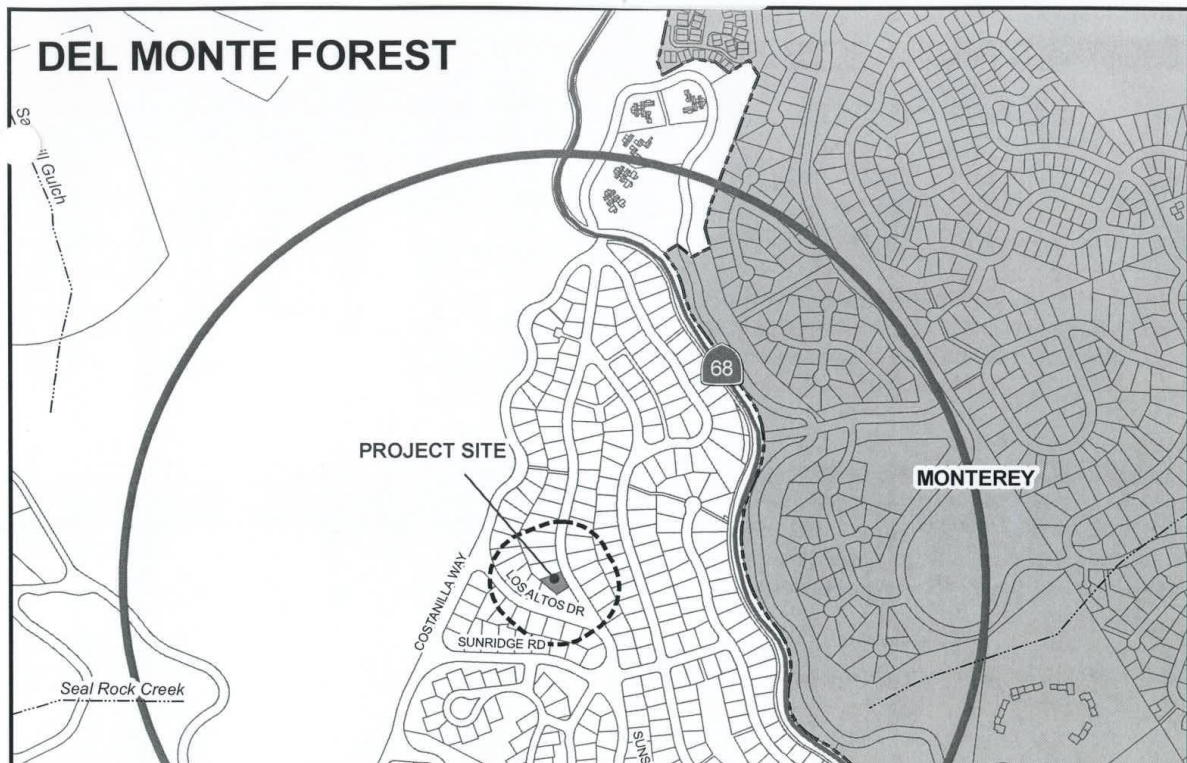 DEL MONTE FOREST
Gulch
68
PROJECT SITE
MONTEREY
COSTANILLA WAY
LOS ALTOS DR
SUNRIDGE RD
Seal Rock Creek